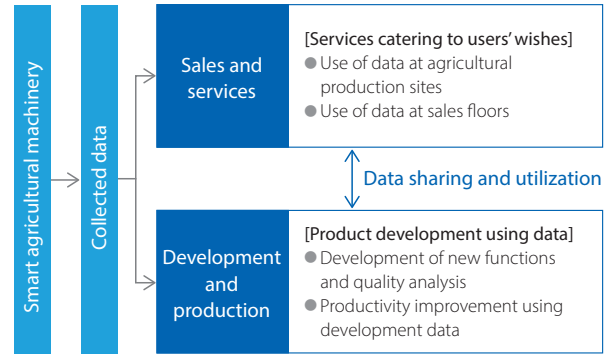 Smart agricultural machinery
Collected data
Sales and
services
[Services catering to users’ wishes]
● Use of data at agricultural
production sites
● Use of data at sales floors
Data sharing and utilization
Development
and
production
[Product development using data]
● Development of new functions
and quality analysis
● Productivity improvement using
development data